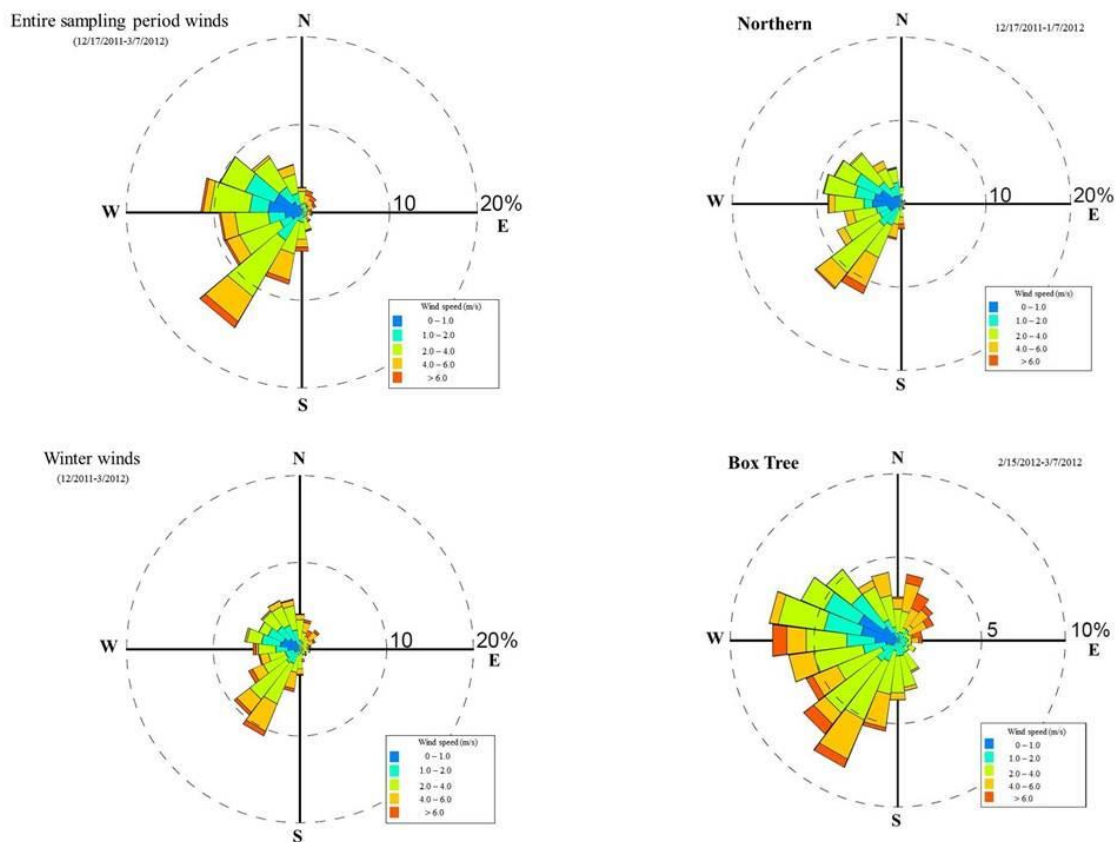 Entire sampling period winds
(12/17/2011-3/7/2012)
N
W
10
20%
E
S
Wind speed (m/s)
0 – 1.0
1.0 – 2.0
2.0 – 4.0
4.0 – 6.0
> 6.0
Northern
12/17/2011-1/7/2012
N
W
10
20%
E
S
Wind speed (m/s)
0 – 1.0
1.0 – 2.0
2.0 – 4.0
4.0 – 6.0
> 6.0
Winter winds
(12/2011-3/2012)
N
W
10
20%
E
S
Wind speed (m/s)
0 – 1.0
1.0 – 2.0
2.0 – 4.0
4.0 – 6.0
> 6.0
Box Tree
2/15/2012-3/7/2012
N
W
5
10%
E
S
Wind speed (m/s)
0 – 1.0
1.0 – 2.0
2.0 – 4.0
4.0 – 6.0
> 6.0